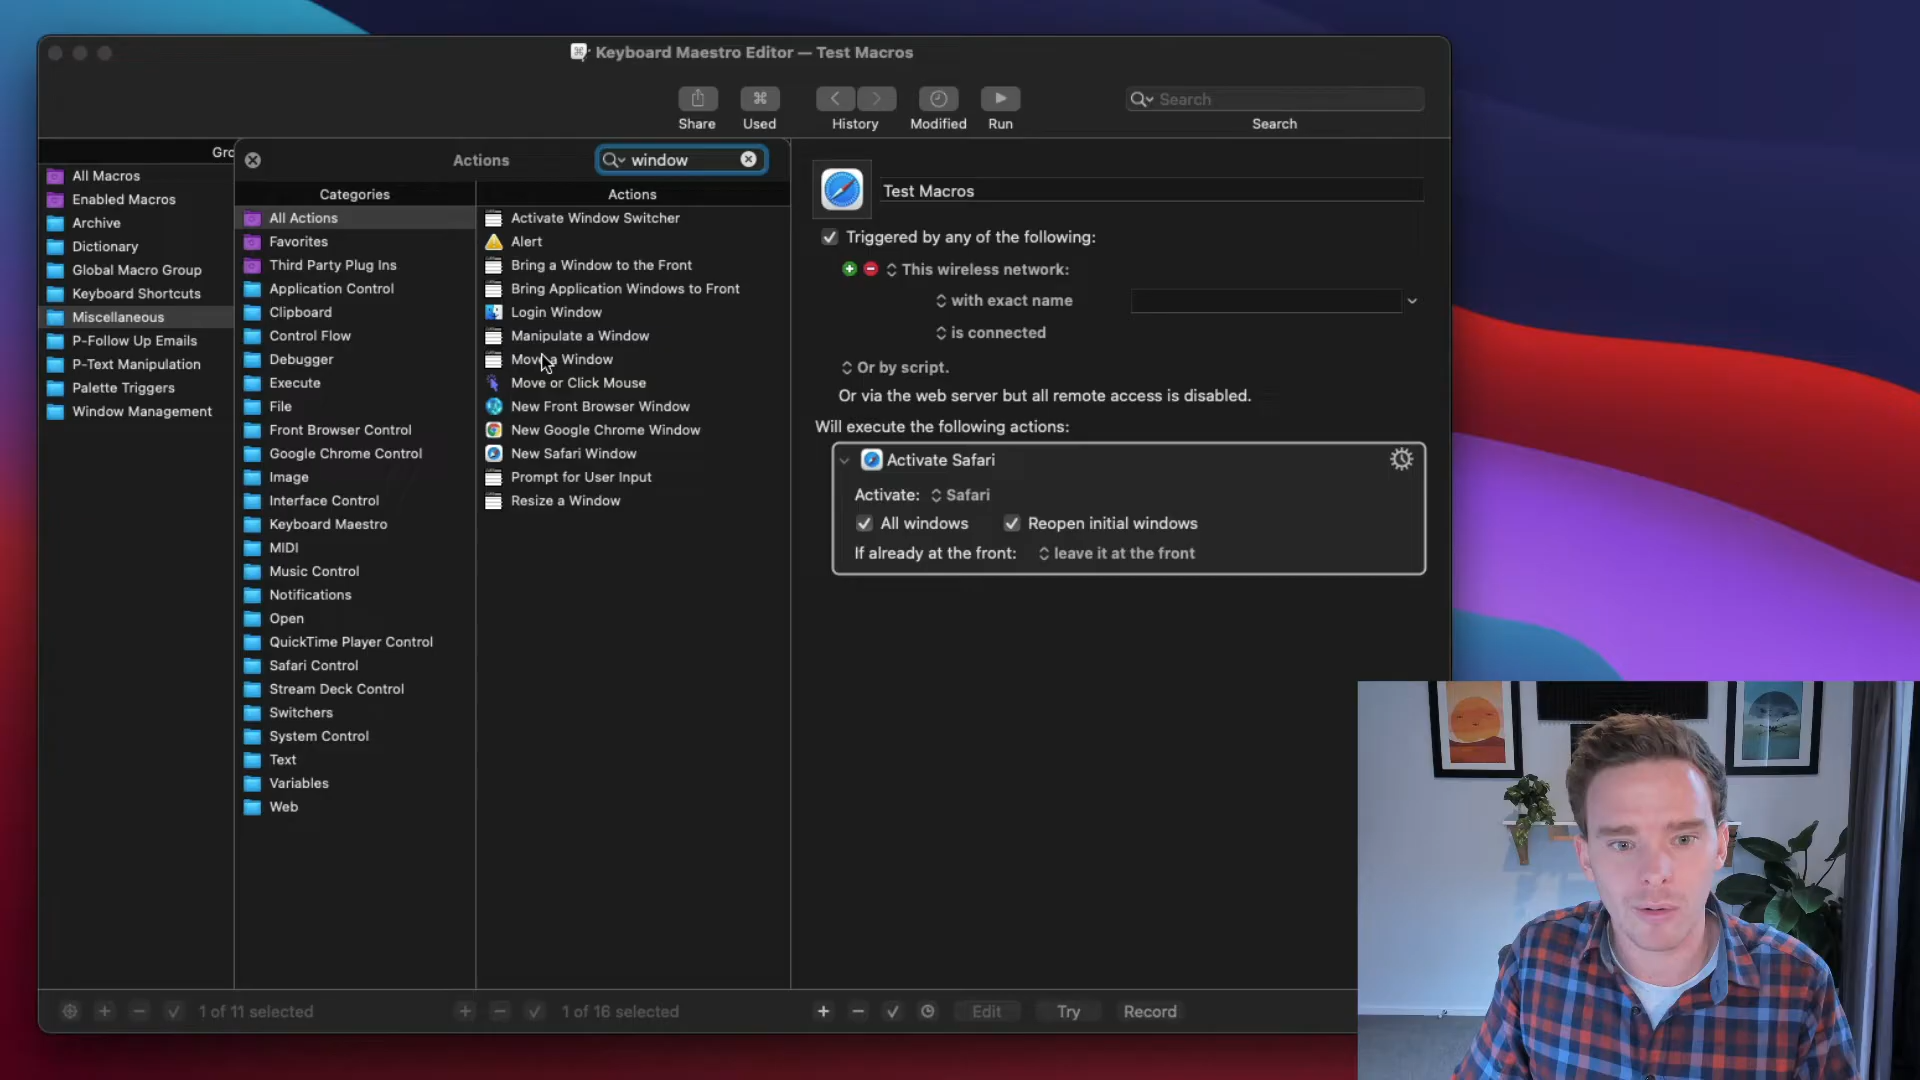 Keyboard Maestro Editor — Test Macros
Share
Used
History
Modified
Run
Search
Search
Gro
All Macros
Enabled Macros
Archive
Dictionary
Global Macro Group
Keyboard Shortcuts
Miscellaneous
P-Follow Up Emails
P-Text Manipulation
Palette Triggers
Window Management
Actions
window
Categories
All Actions
Favorites
Third Party Plug Ins
Application Control
Clipboard
Control Flow
Debugger
Execute
File
Front Browser Control
Google Chrome Control
Image
Interface Control
Keyboard Maestro
MIDI
Music Control
Notifications
Open
QuickTime Player Control
Safari Control
Stream Deck Control
Switchers
System Control
Text
Variables
Web
Actions
Activate Window Switcher
Alert
Bring a Window to the Front
Bring Application Windows to Front
Login Window
Manipulate a Window
Move a Window
Move or Click Mouse
New Front Browser Window
New Google Chrome Window
New Safari Window
Prompt for User Input
Resize a Window
Test Macros
Triggered by any of the following:
This wireless network:
with exact name
is connected
Or by script.
Or via the web server but all remote access is disabled.
Will execute the following actions:
Activate Safari
Activate: Safari
All windows Reopen initial windows
If already at the front: leave it at the front
1 of 11 selected
1 of 16 selected
Edit
Try
Record